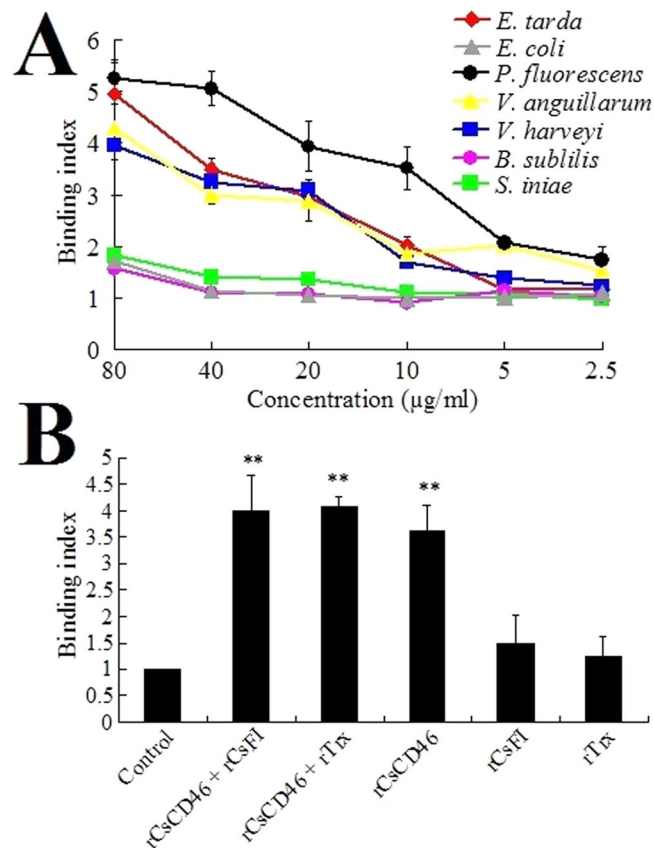 A
E. tarda
E. coli
P. fluorescens
V. anguillarum
V. harveyi
B. sublilis
S. iniae
Binding index
6
5
4
3
2
1
0
80 40 20 10 5 2.5
Concentration (µg/ml)
B
Binding index
5
4.5
4
3.5
3
2.5
2
1.5
1
0.5
0
** ** **
Control
rCsCD46 + rCsFI
rCsCD46 + rTrx
rCsCD46
rCsFI
rTrx